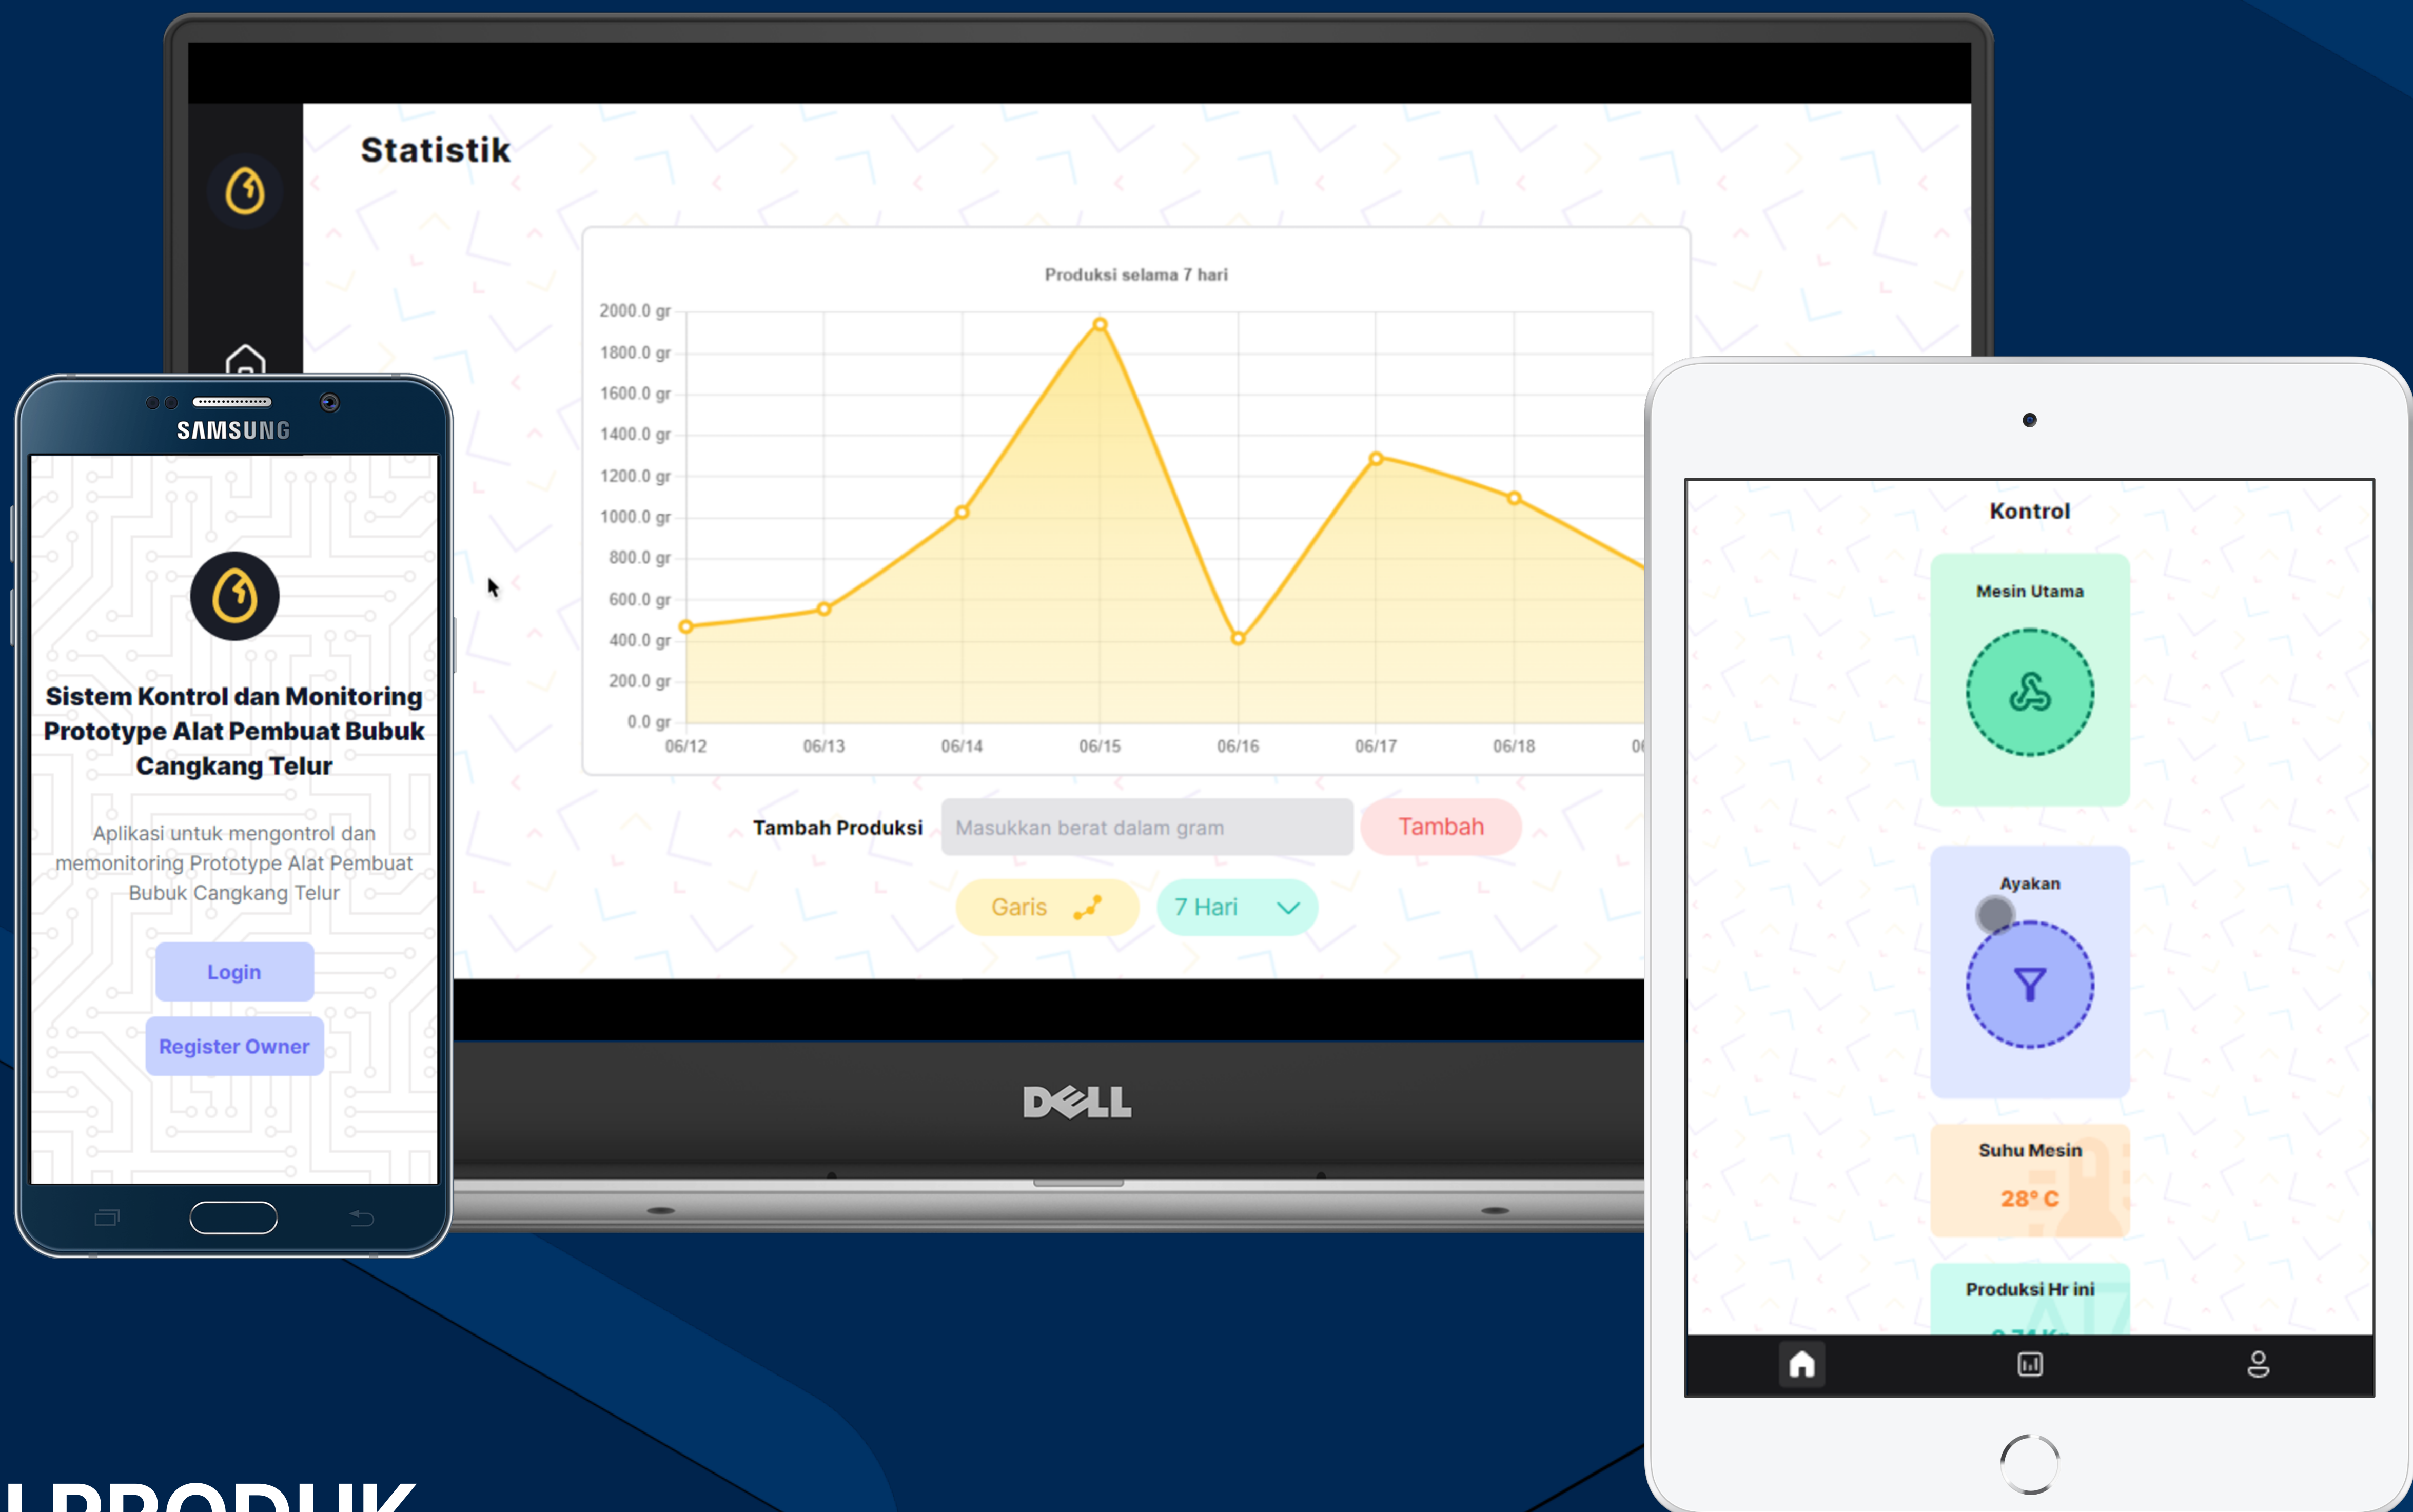 Statistik
Produksi selama 7 hari
2000.0 gr
1800.0 gr
1600.0 gr
1400.0 gr
1200.0 gr
1000.0 gr
800.0 gr
600.0 gr
400.0 gr
200.0 gr
0.0 gr
06/12 06/13 06/14 06/15 06/16 06/17 06/18
Tambah Produksi Masukkan berat dalam gram Tambah
Garis 7 Hari
DELL
SAMSUNG
Sistem Kontrol dan Monitoring
Prototype Alat Pembuat Bubuk
Cangkang Telur
Aplikasi untuk mengontrol dan
memonitoring Prototype Alat Pembuat
Bubuk Cangkang Telur
Login
Register Owner
Kontrol
Mesin Utama
Ayakan
Suhu Mesin
28° C
Produksi Hr ini
PRODUK